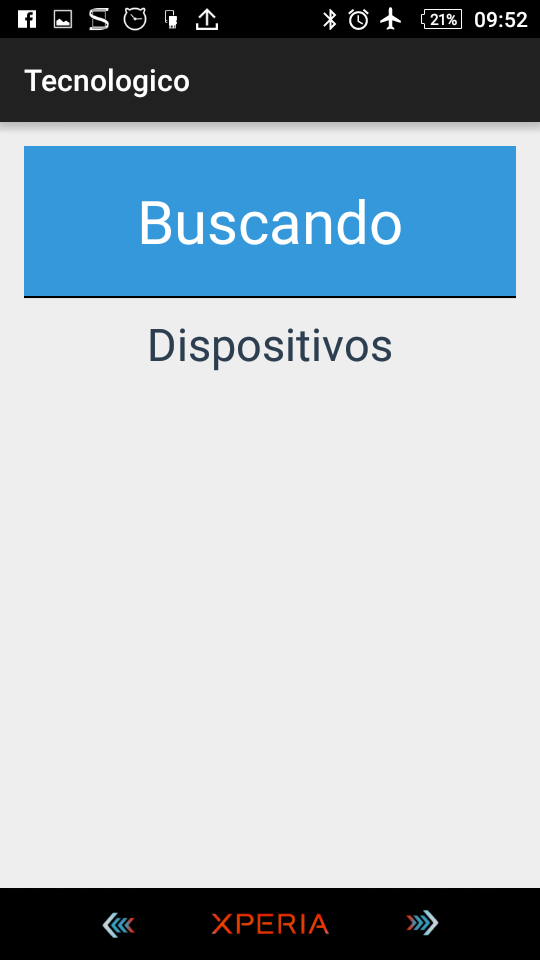 21% 09:52
Tecnologico
Buscando
Dispositivos
XPERIA